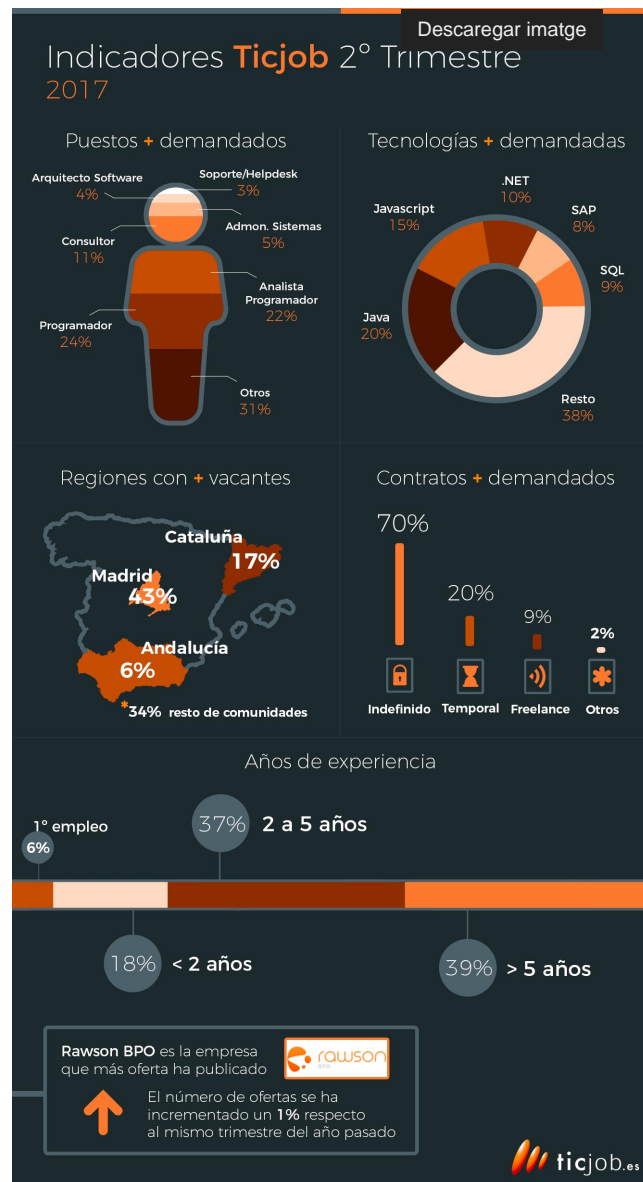 Descaregar imatge
Indicadores Ticjob 2º Trimestre
2017
Puestos + demandados
Arquitecto Software
4%
Soporte/Helpdesk
3%
Consultor
11%
Admon. Sistemas
5%
Analista
Programador
22%
Programador
24%
Otros
31%
Tecnologías + demandadas
.NET
10%
Javascript
15%
SAP
8%
SQL
9%
Java
20%
Resto
38%
Regiones con + vacantes
Cataluña
17%
Madrid
43%
Andalucía
6%
*34% resto de comunidades
Contratos + demandados
70%
20%
9%
2%
Indefinido Temporal Freelance Otros
Años de experiencia
1º empleo
6%
37% 2 a 5 años
18% < 2 años
39% > 5 años
Rawson BPO es la empresa
que más oferta ha publicado
rawson
BPO
El número de ofertas se ha
incrementado un 1% respecto
al mismo trimestre del año pasado
ticjob.es